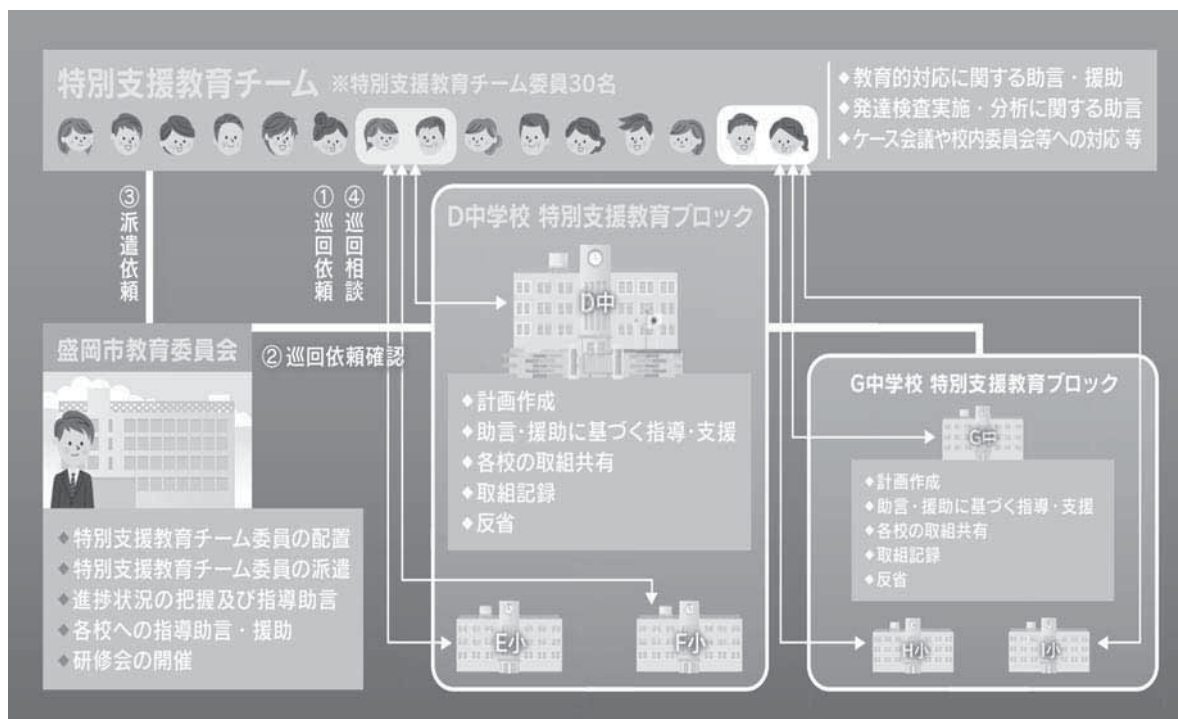 特別支援教育チーム ※特別支援教育チーム委員30名
◆教育的対応に関する助言・援助
◆発達検査実施・分析に関する助言
◆ケース会議や校内委員会等への対応 等
③派遣依頼
①巡回依頼
④巡回相談
D中学校 特別支援教育ブロック
D中
盛岡市教育委員会
②巡回依頼確認
◆計画作成
◆助言・援助に基づく指導・支援
◆各校の取組共有
◆取組記録
◆反省
G中学校 特別支援教育ブロック
G中
◆計画作成
◆助言・援助に基づく指導・支援
◆各校の取組共有
◆取組記録
◆反省
◆特別支援教育チーム委員の配置
◆特別支援教育チーム委員の派遣
◆進捗状況の把握及び指導助言
◆各校への指導助言・援助
◆研修会の開催
E小
F小
H小
I小